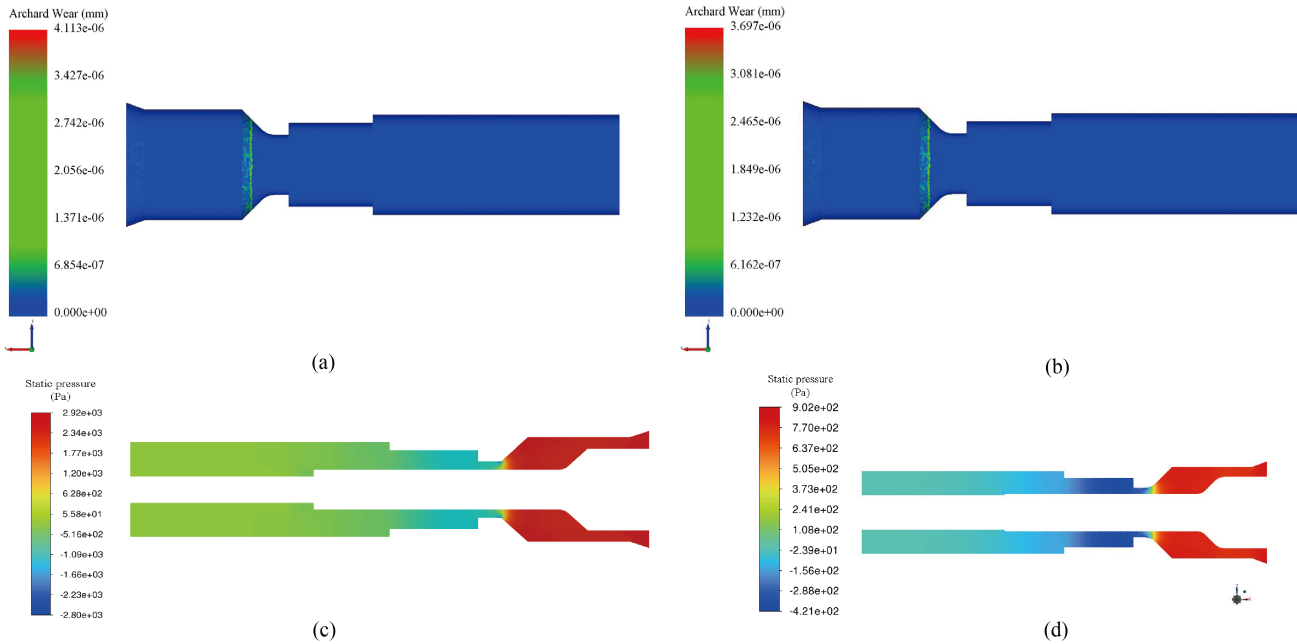 Archard Wear (mm)
4.113e-06
3.427e-06
2.742e-06
2.056e-06
1.371e-06
6.854e-07
0.000e+00
(a)
Archard Wear (mm)
3.697e-06
3.081e-06
2.465e-06
1.849e-06
1.232e-06
6.162e-07
0.000e+00
(b)
Static pressure
(Pa)
2.92e+03
2.34e+03
1.77e+03
1.20e+03
6.28e+02
5.58e+01
-5.16e+02
-1.09e+03
-1.66e+03
-2.23e+03
-2.80e+03
(c)
Static pressure
(Pa)
9.02e+02
7.70e+02
6.37e+02
5.05e+02
3.73e+02
2.41e+02
1.08e+02
-2.39e+01
-1.56e+02
-2.88e+02
-4.21e+02
(d)